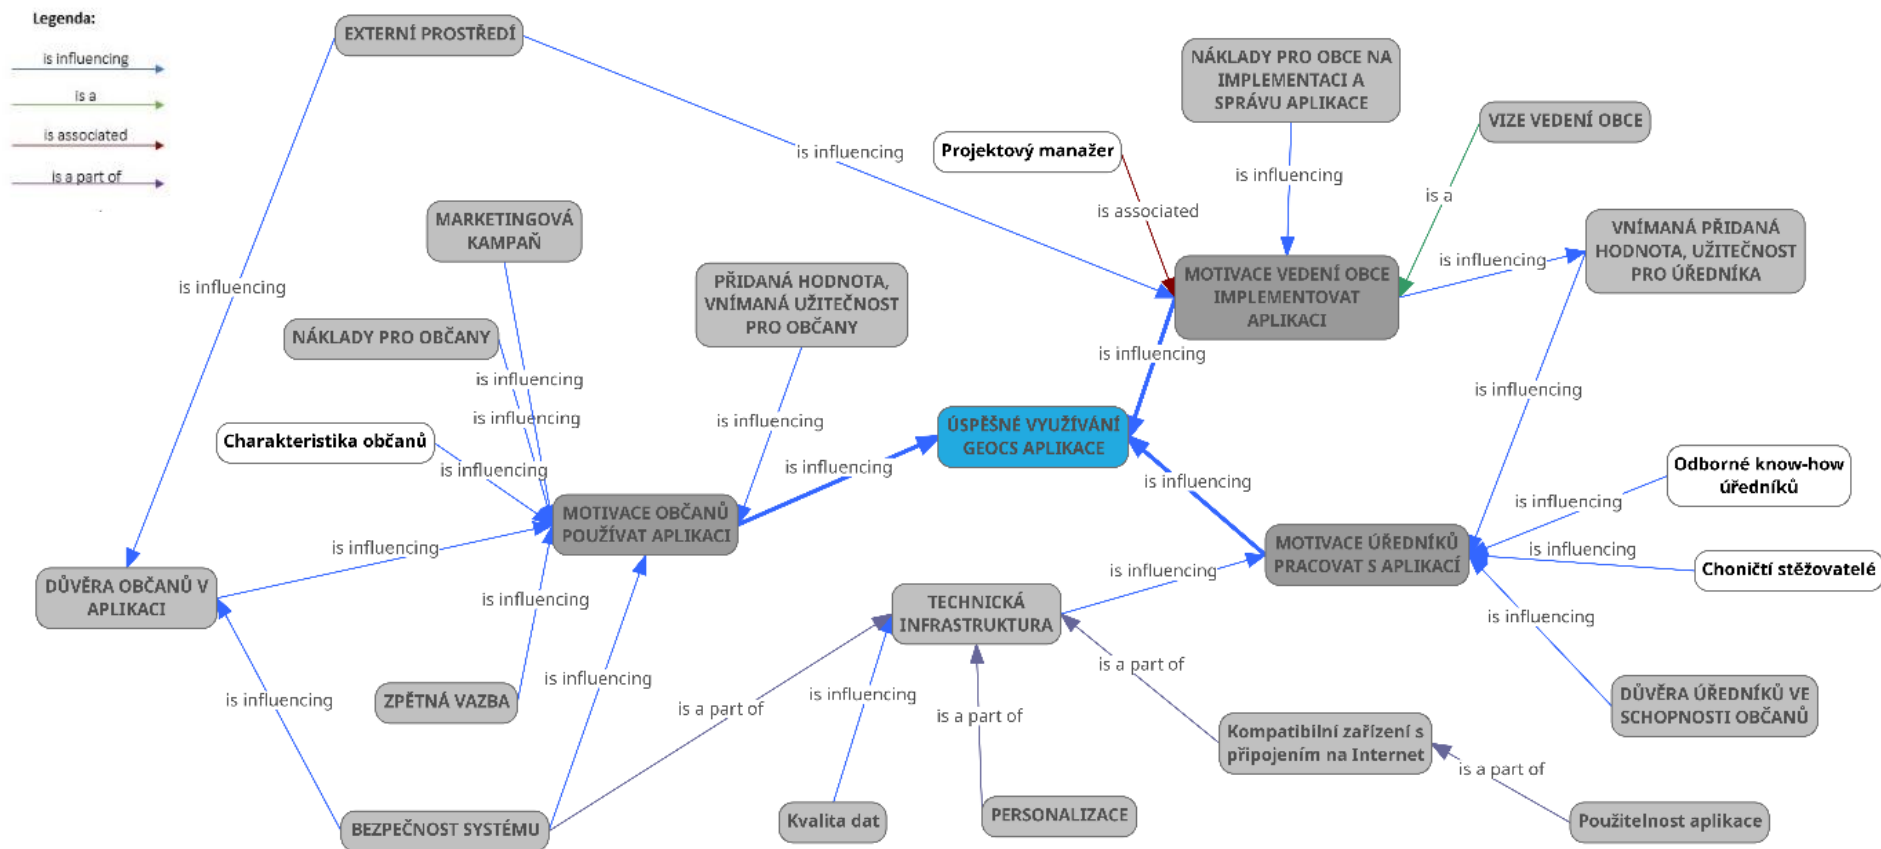 Legenda:
is influencing
is a
is associated
is a part of
EXTERNÍ PROSTŘEDÍ
NÁKLADY PRO OBCE NA
IMPLEMENTACI A
SPRÁVU APLIKACE
VIZE VEDENÍ OBCE
Projektový manažer
is influencing
is influencing
is a
is associated
MARKETINGOVÁ
KAMPAŇ
VNÍMANÁ PŘIDANÁ
HODNOTA, UŽITEČNOST
PRO ÚŘEDNÍKA
is influencing
is influencing
PŘIDANÁ HODNOTA,
VNÍMANÁ UŽITEČNOST
PRO OBČANY
MOTIVACE VEDENÍ OBCE
IMPLEMENTOVAT
APLIKACI
NÁKLADY PRO OBČANY
is influencing
is influencing
is influencing
is influencing
is influencing
Charakteristika občanů
is influencing
ÚSPĚŠNÉ VYUŽÍVÁNÍ
GEOCS APLIKACE
is influencing
is influencing
Odborné know-how
úředníků
is influencing
MOTIVACE OBČANŮ
POUŽÍVAT APLIKACI
is influencing
MOTIVACE ÚŘEDNÍKŮ
PRACOVAT S APLIKACÍ
is influencing
Choničtí stěžovatelé
DŮVĚRA OBČANŮ V
APLIKACI
is influencing
is influencing
TECHNICKÁ
INFRASTRUKTURA
is influencing
is a part of
is influencing
is influencing
ZPĚTNÁ VAZBA
is influencing
is a part of
is a part of
DŮVĚRA ÚŘEDNÍKŮ VE
SCHOPNOSTI OBČANŮ
Kompatibilní zařízení s
připojením na Internet
is a part of
BEZPEČNOST SYSTÉMU
Kvalita dat
PERSONALIZACE
Použitelnost aplikace